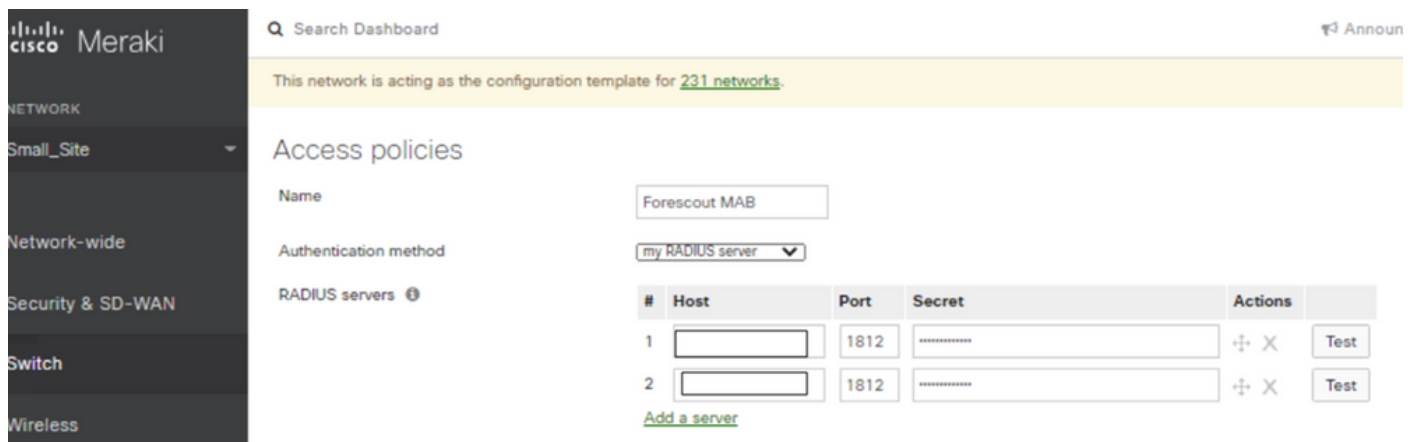 cisco Meraki
Search Dashboard
Announ
This network is acting as the configuration template for 231 networks.
NETWORK
Small_Site
Access policies
Name
Forescout MAB
Network-wide
Authentication method
my RADIUS server
RADIUS servers
# Host Port Secret Actions
Security & SD-WAN
1 1812 ••••••••••••• Test
Switch
2 1812 ••••••••••••• Test
Wireless
Add a server